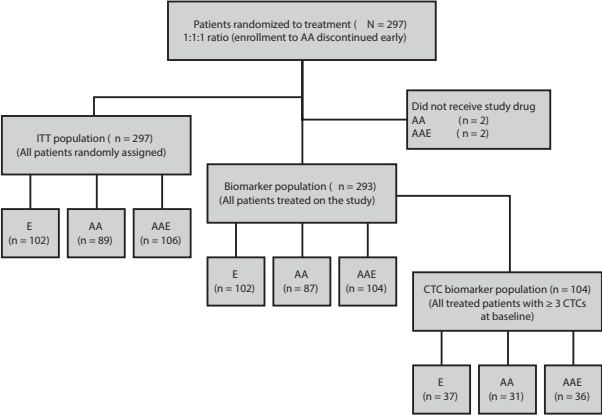 Patients randomized to treatment ( N = 297)
1:1:1 ratio (enrollment to AA discontinued early)
Did not receive study drug
AA (n = 2)
AAE (n = 2)
ITT population ( n = 297)
(All patients randomly assigned)
E
(n = 102)
AA
(n = 89)
AAE
(n = 106)
Biomarker population ( n = 293)
(All patients treated on the study)
E
(n = 102)
AA
(n = 87)
AAE
(n = 104)
CTC biomarker population (n = 104)
(All treated patients with ≥ 3 CTCs
at baseline)
E
(n = 37)
AA
(n = 31)
AAE
(n = 36)